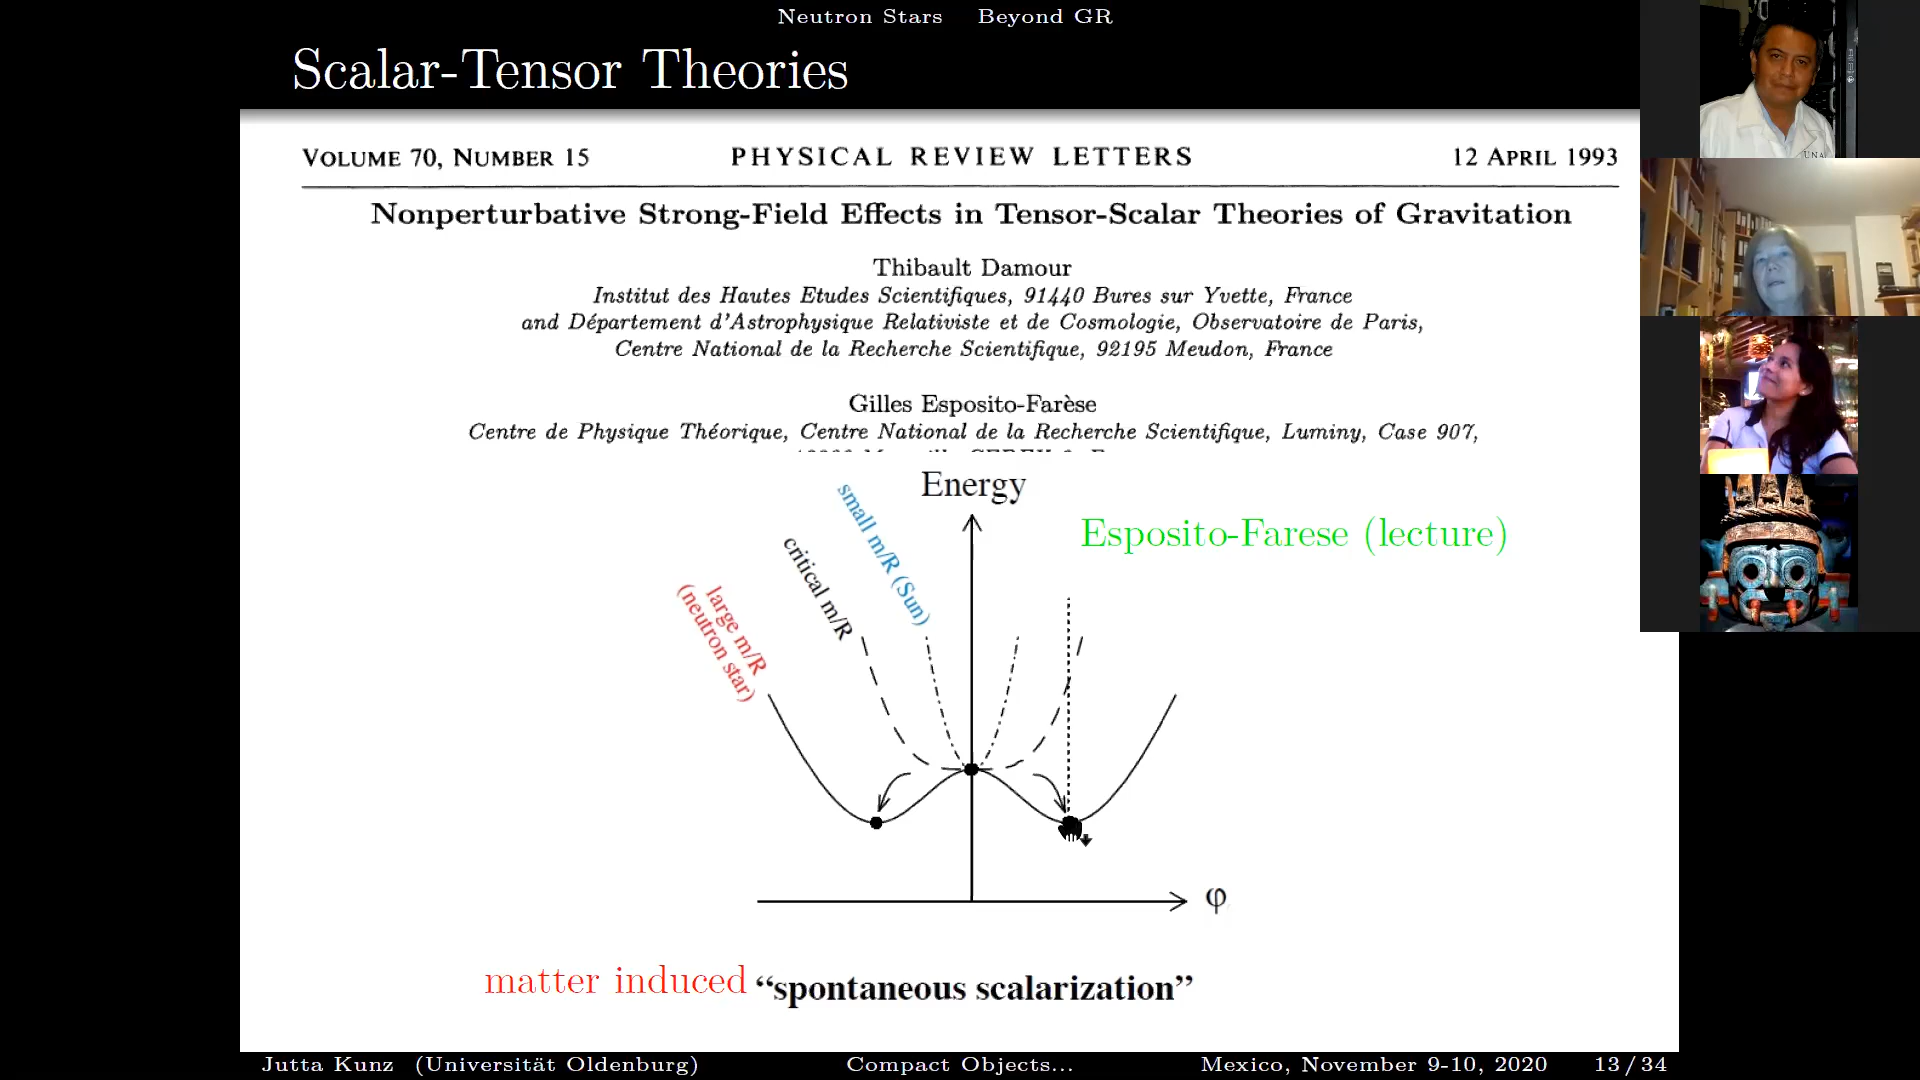 Neutron Stars Beyond GR
Scalar-Tensor Theories
VOLUME 70, NUMBER 15 PHYSICAL REVIEW LETTERS 12 APRIL 1993
Nonperturbative Strong-Field Effects in Tensor-Scalar Theories of Gravitation
Thibault Damour
Institut des Hautes Etudes Scientifiques, 91440 Bures sur Yvette, France
and Département d'Astrophysique Relativiste et de Cosmologie, Observatoire de Paris,
Centre National de la Recherche Scientifique, 92195 Meudon, France
Gilles Esposito-Farèse
Centre de Physique Théorique, Centre National de la Recherche Scientifique, Luminy, Case 907,
Energy
Esposito-Farese (lecture)
small m/R (Sun)
critical m/R
large m/R
(neutron star)
φ
matter induced “spontaneous scalarization”
Jutta Kunz (Universität Oldenburg) Compact Objects... Mexico, November 9-10, 2020 13 / 34